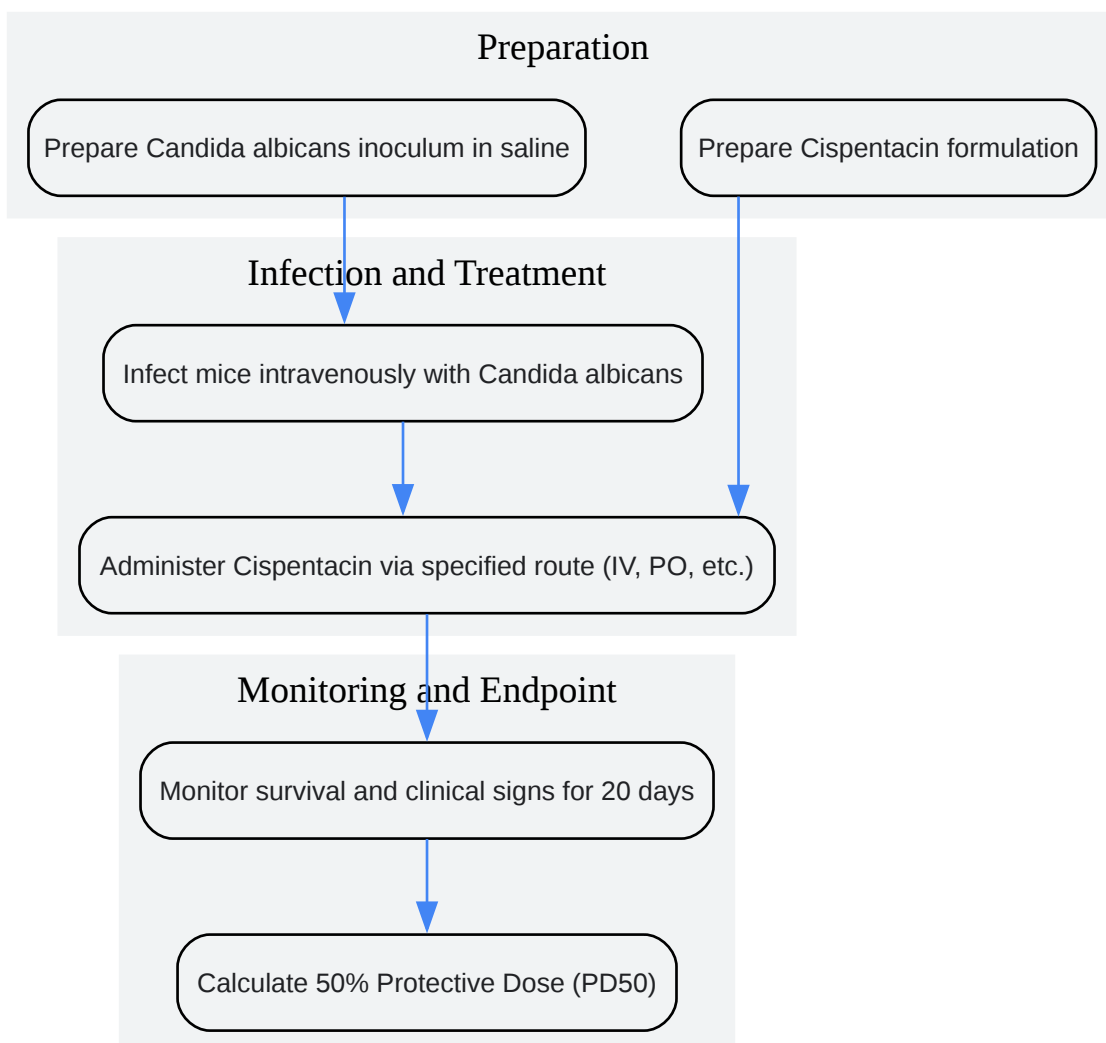 Preparation
Prepare Candida albicans inoculum in saline
Prepare Cispentacin formulation
Infection and Treatment
Infect mice intravenously with Candida albicans
Administer Cispentacin via specified route (IV, PO, etc.)
Monitoring and Endpoint
Monitor survival and clinical signs for 20 days
Calculate 50% Protective Dose (PD50)